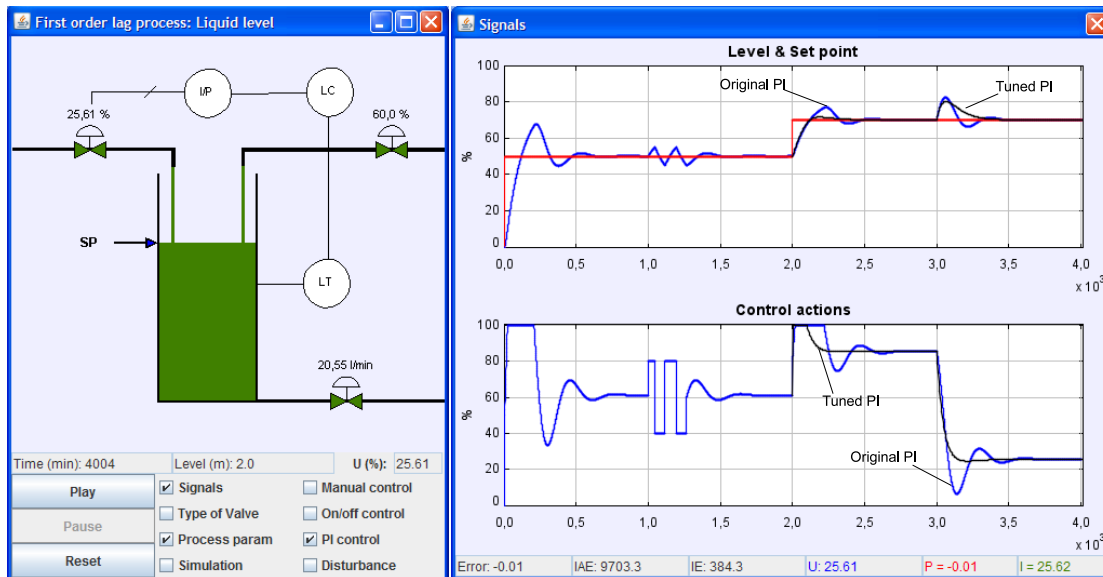 First order lag process: Liquid level
I/P
LC
25,61 %
60,0 %
SP
LT
20,55 l/min
Time (min): 4004
Level (m): 2.0
U (%): 25.61
Play
Signals
Manual control
Type of Valve
On/off control
Pause
Process param
PI control
Reset
Simulation
Disturbance
Signals
Level & Set point
100
80
60
40
20
0
%
Original PI
Tuned PI
0,0 0,5 1,0 1,5 2,0 2,5 3,0 3,5 4,0
x 10³
Control actions
100
80
60
40
20
0
%
Tuned PI
Original PI
0,0 0,5 1,0 1,5 2,0 2,5 3,0 3,5 4,0
x 10³
Error: -0.01
IAE: 9703.3
IE: 384.3
U: 25.61
P = -0.01
I = 25.62